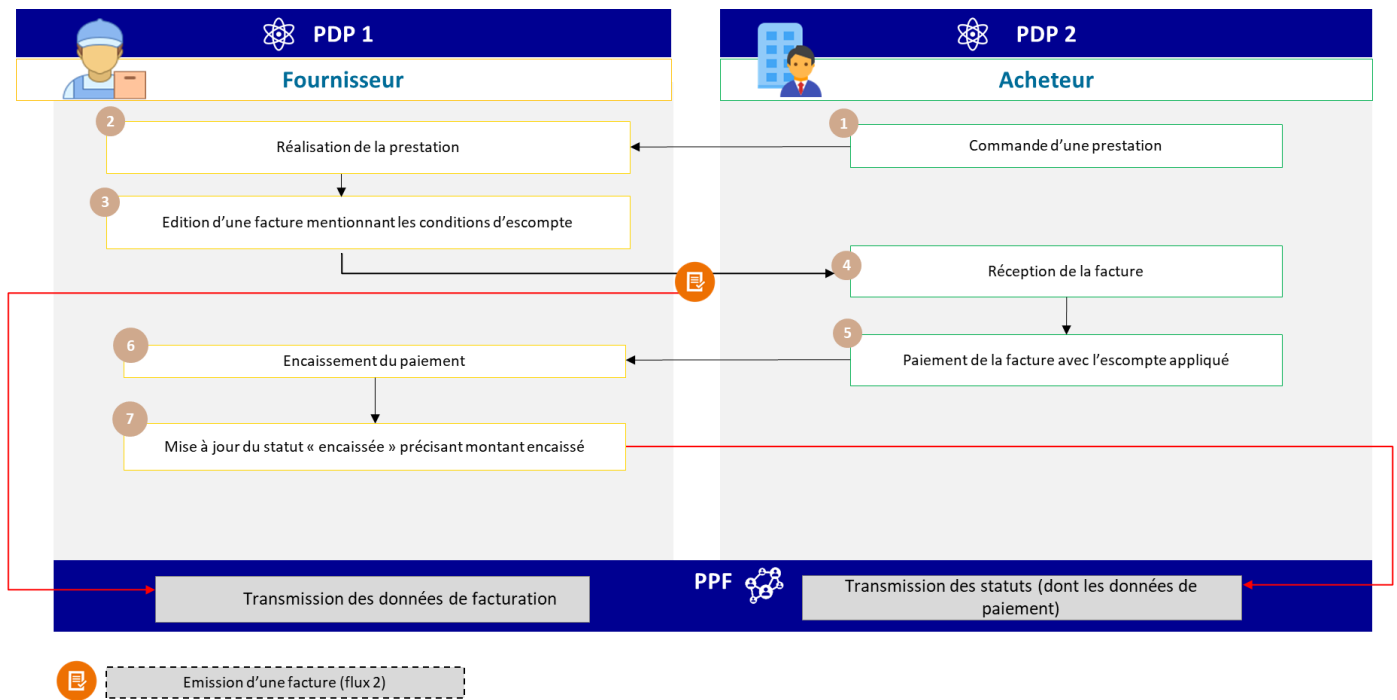 PDP 1
PDP 2
Fournisseur
Acheteur
2
Réalisation de la prestation
1
Commande d’une prestation
3
Edition d’une facture mentionnant les conditions d’escompte
4
Réception de la facture
5
Paiement de la facture avec l’escompte appliqué
6
Encaissement du paiement
7
Mise à jour du statut « encaissée » précisant montant encaissé
PPF
Transmission des données de facturation
Transmission des statuts (dont les données de
paiement)
Emission d’une facture (flux 2)